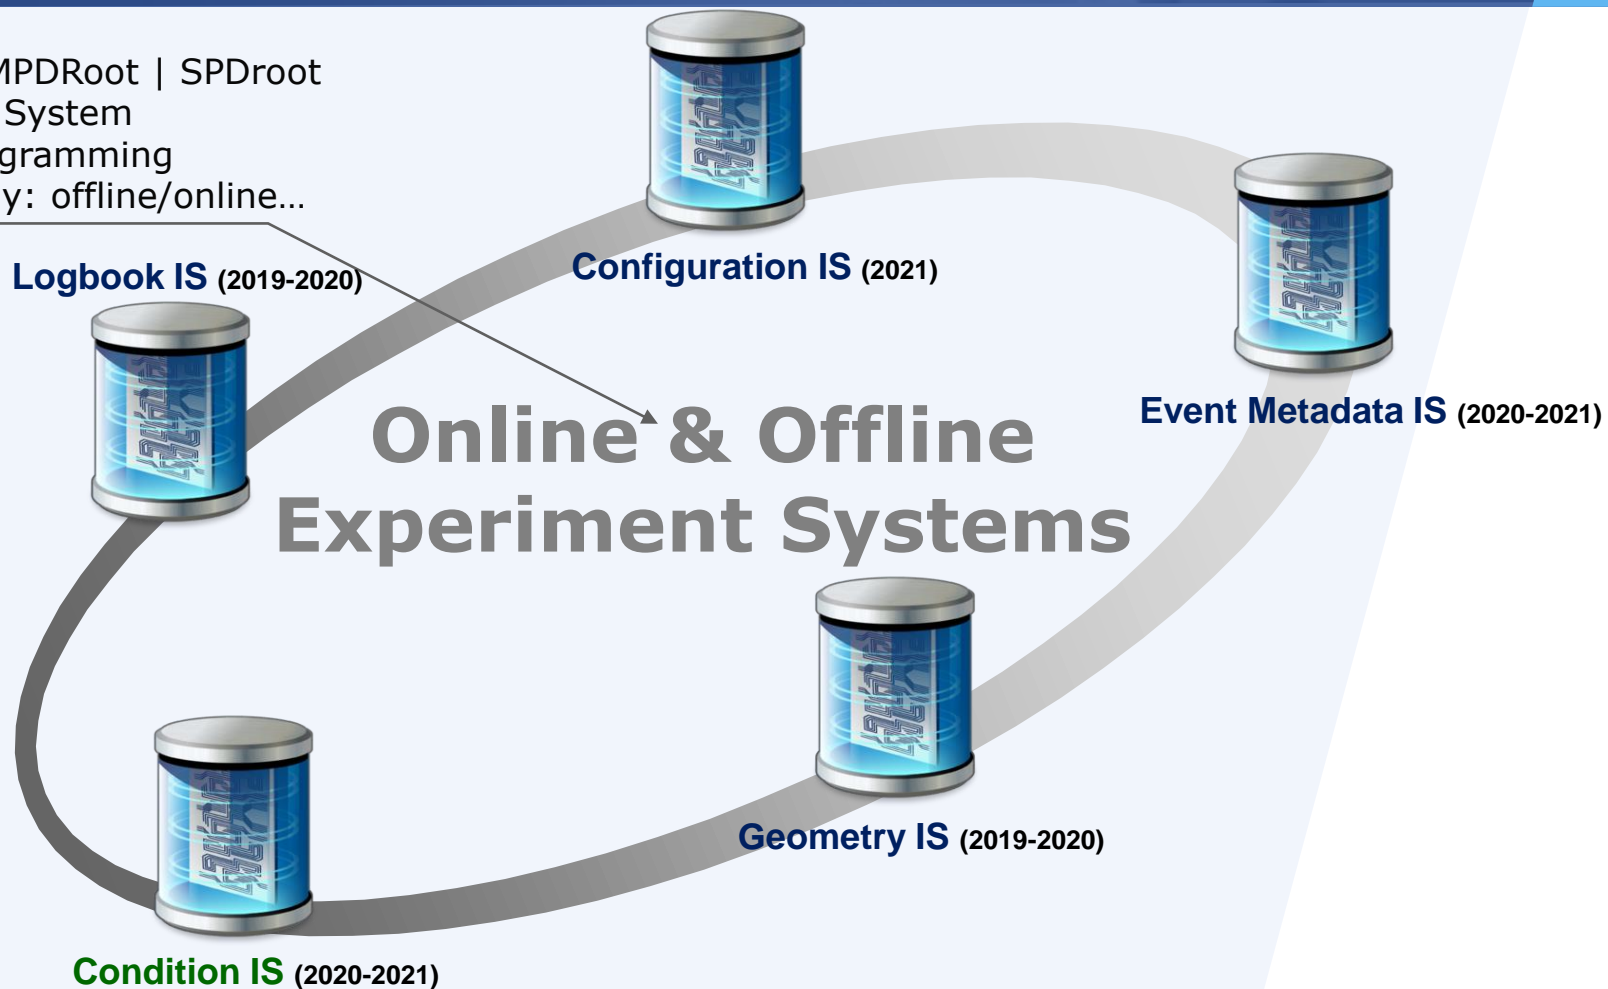 MPDRoot | SPDroot
System
gramming
y: offline/online…
Logbook IS (2019-2020)
Configuration IS (2021)
Event Metadata IS (2020-2021)
Online & Offline
Experiment Systems
Geometry IS (2019-2020)
Condition IS (2020-2021)